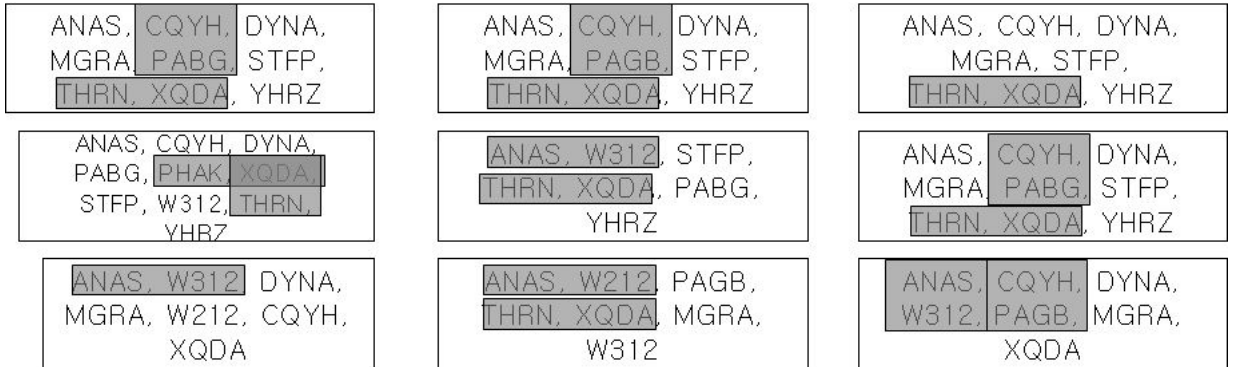 ANAS, CQYH, DYNA,
MGRA, PABG, STFP,
THRN, XQDA, YHRZ
ANAS, CQYH, DYNA,
MGRA, PAGB, STFP,
THRN, XQDA, YHRZ
ANAS, CQYH, DYNA,
MGRA, STFP,
THRN, XQDA, YHRZ
ANAS, CQYH, DYNA,
PABG, PHAK, XQDA,
STFP, W312, THRN,
YHRZ
ANAS, W312, STFP,
THRN, XQDA, PABG,
YHRZ
ANAS, CQYH, DYNA,
MGRA, PABG, STFP,
THRN, XQDA, YHRZ
ANAS, W312 DYNA,
MGRA, W212, CQYH,
XQDA
ANAS, W212, PAGB,
THRN, XQDA, MGRA,
W312
ANAS, CQYH, DYNA,
W312, PAGB, MGRA,
XQDA